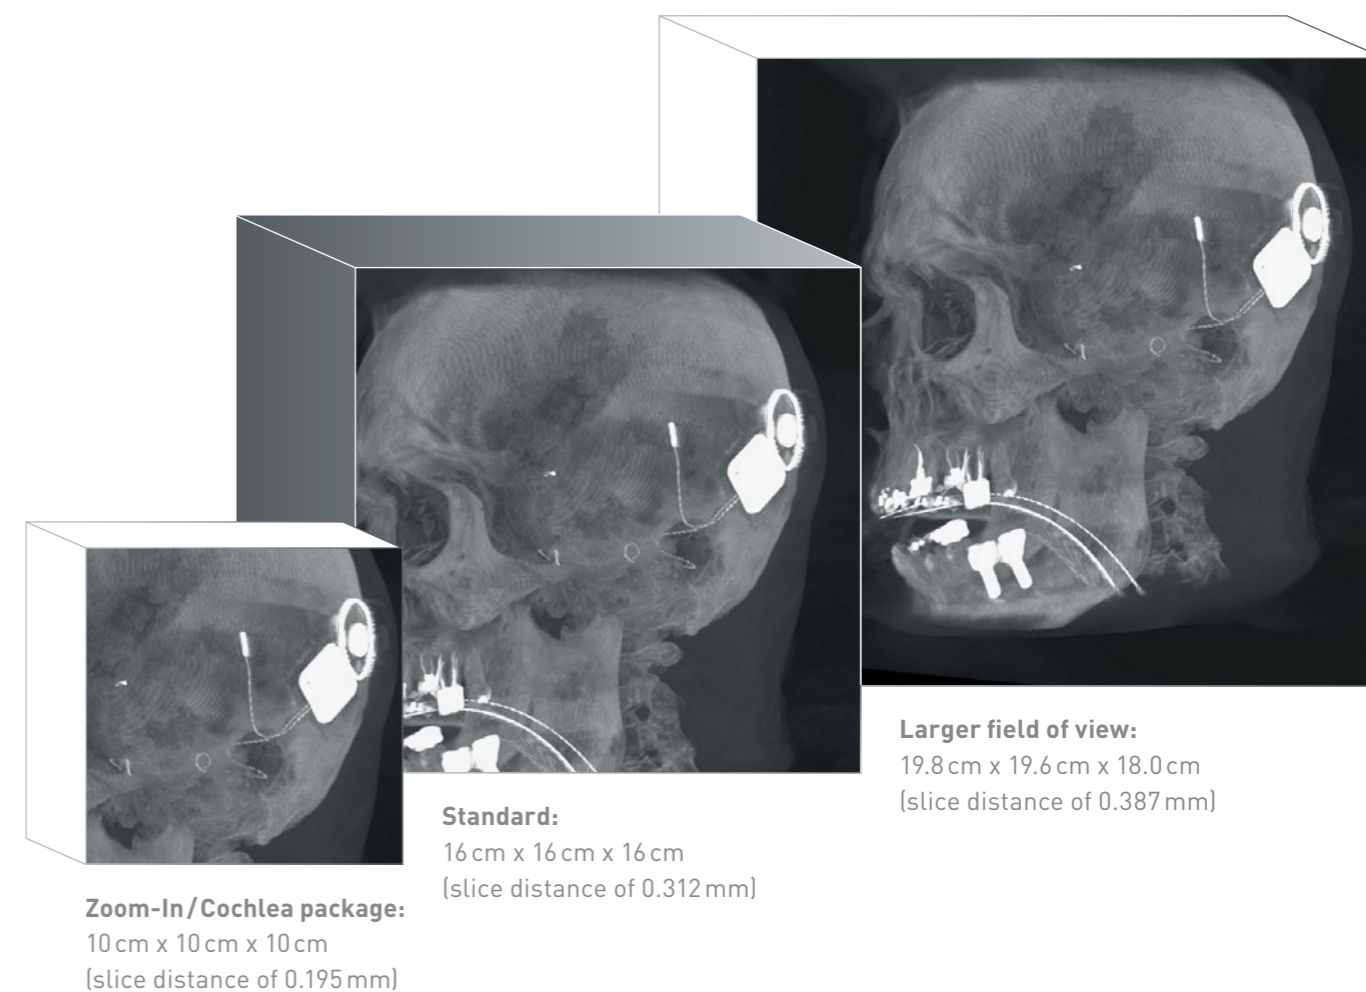 Larger field of view:
19.8 cm x 19.6 cm x 18.0 cm
(slice distance of 0.387 mm)
Standard:
16 cm x 16 cm x 16 cm
(slice distance of 0.312 mm)
Zoom-In / Cochlea package:
10 cm x 10 cm x 10 cm
(slice distance of 0.195 mm)